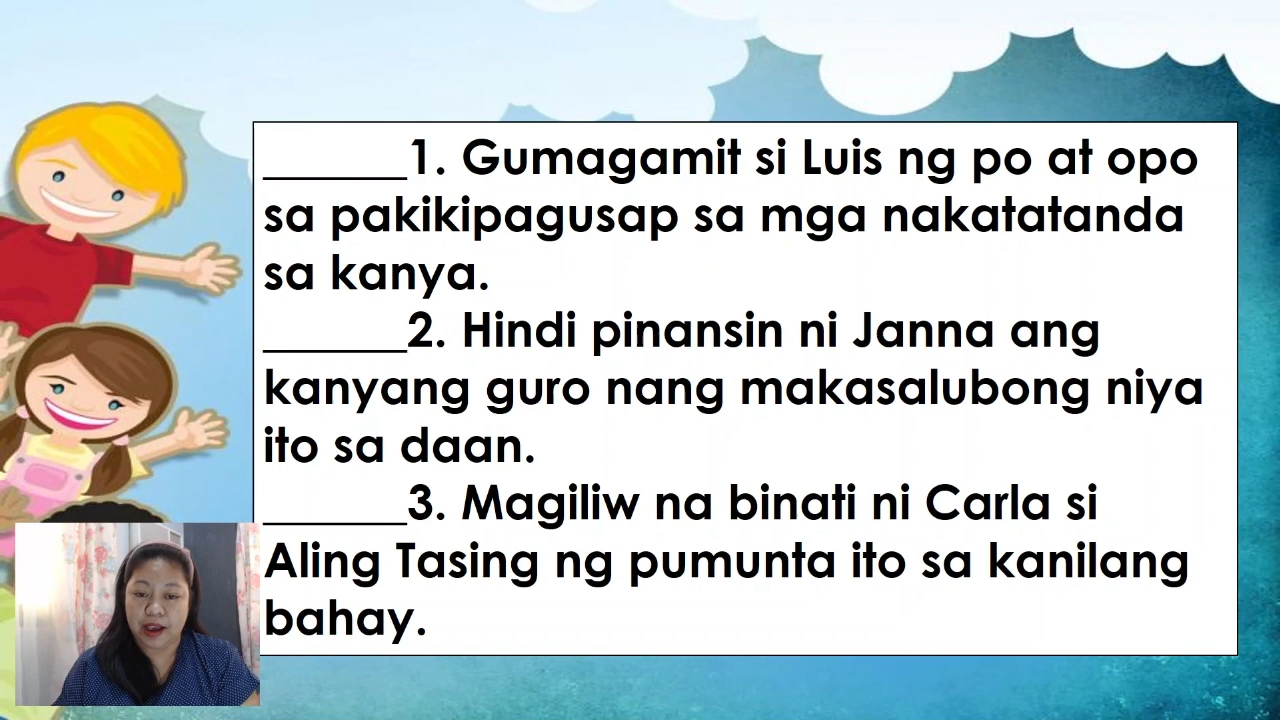 ______1. Gumagamit si Luis ng po at opo
sa pakikipagusap sa mga nakatatanda
sa kanya.
______2. Hindi pinansin ni Janna ang
kanyang guro nang makasalubong niya
ito sa daan.
______3. Magiliw na binati ni Carla si
Aling Tasing ng pumunta ito sa kanilang
bahay.